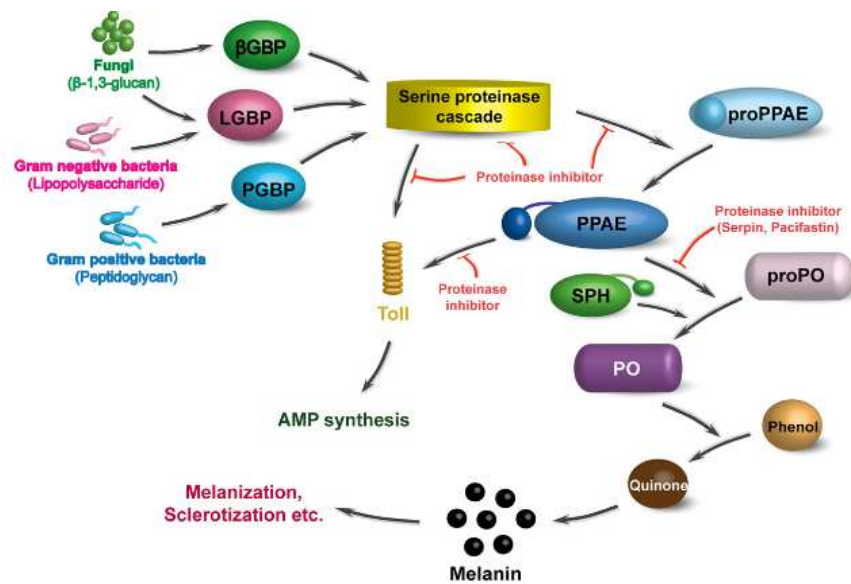 Fungi
(β-1,3-glucan)
βGBP
LGBP
Gram negative bacteria
(Lipopolysaccharide)
PGBP
Gram positive bacteria
(Peptidoglycan)
Serine proteinase
cascade
proPPAE
Proteinase inhibitor
PPAE
Proteinase inhibitor
(Serpin, Pacifastin)
Proteinase
inhibitor
Toll
SPH
proPO
PO
AMP synthesis
Phenol
Quinone
Melanization,
Sclerotization etc.
Melanin